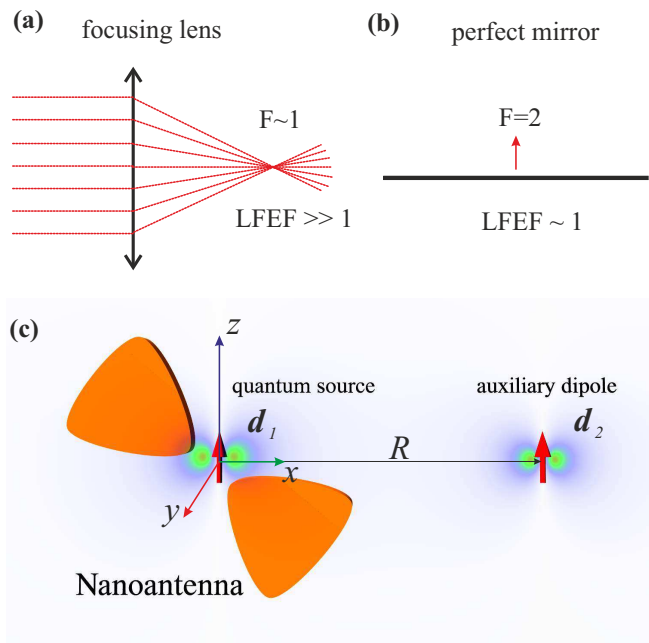 (a)
focusing lens
F~1
LFEF >> 1
(b)
perfect mirror
F=2
LFEF ~ 1
(c)
z
quantum source
auxiliary dipole
d₁
d₂
R
x
y
Nanoantenna